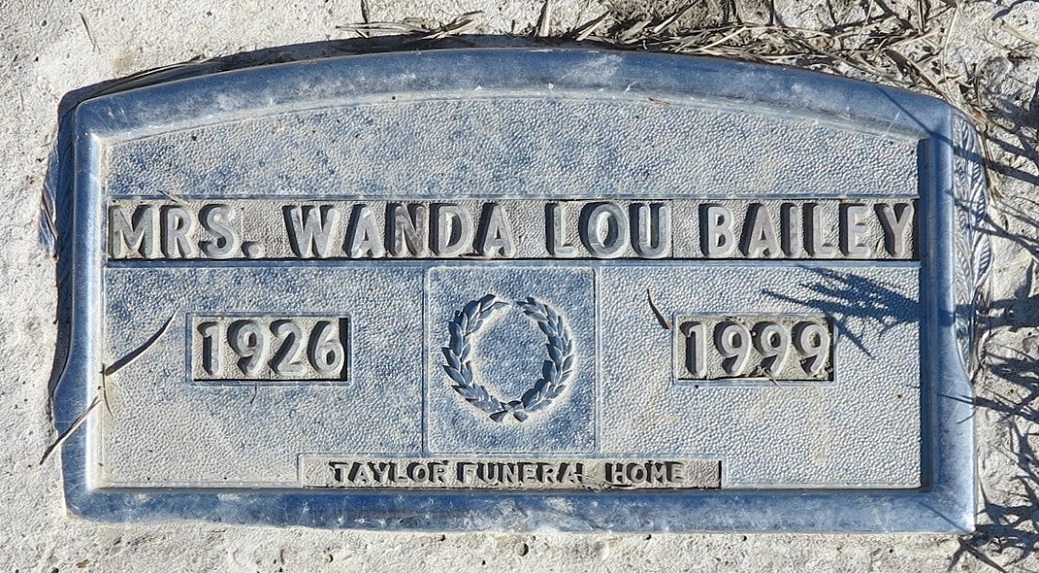 MRS. WANDA LOU BAILEY
1926 1999
TAYLOR FUNERAL HOME